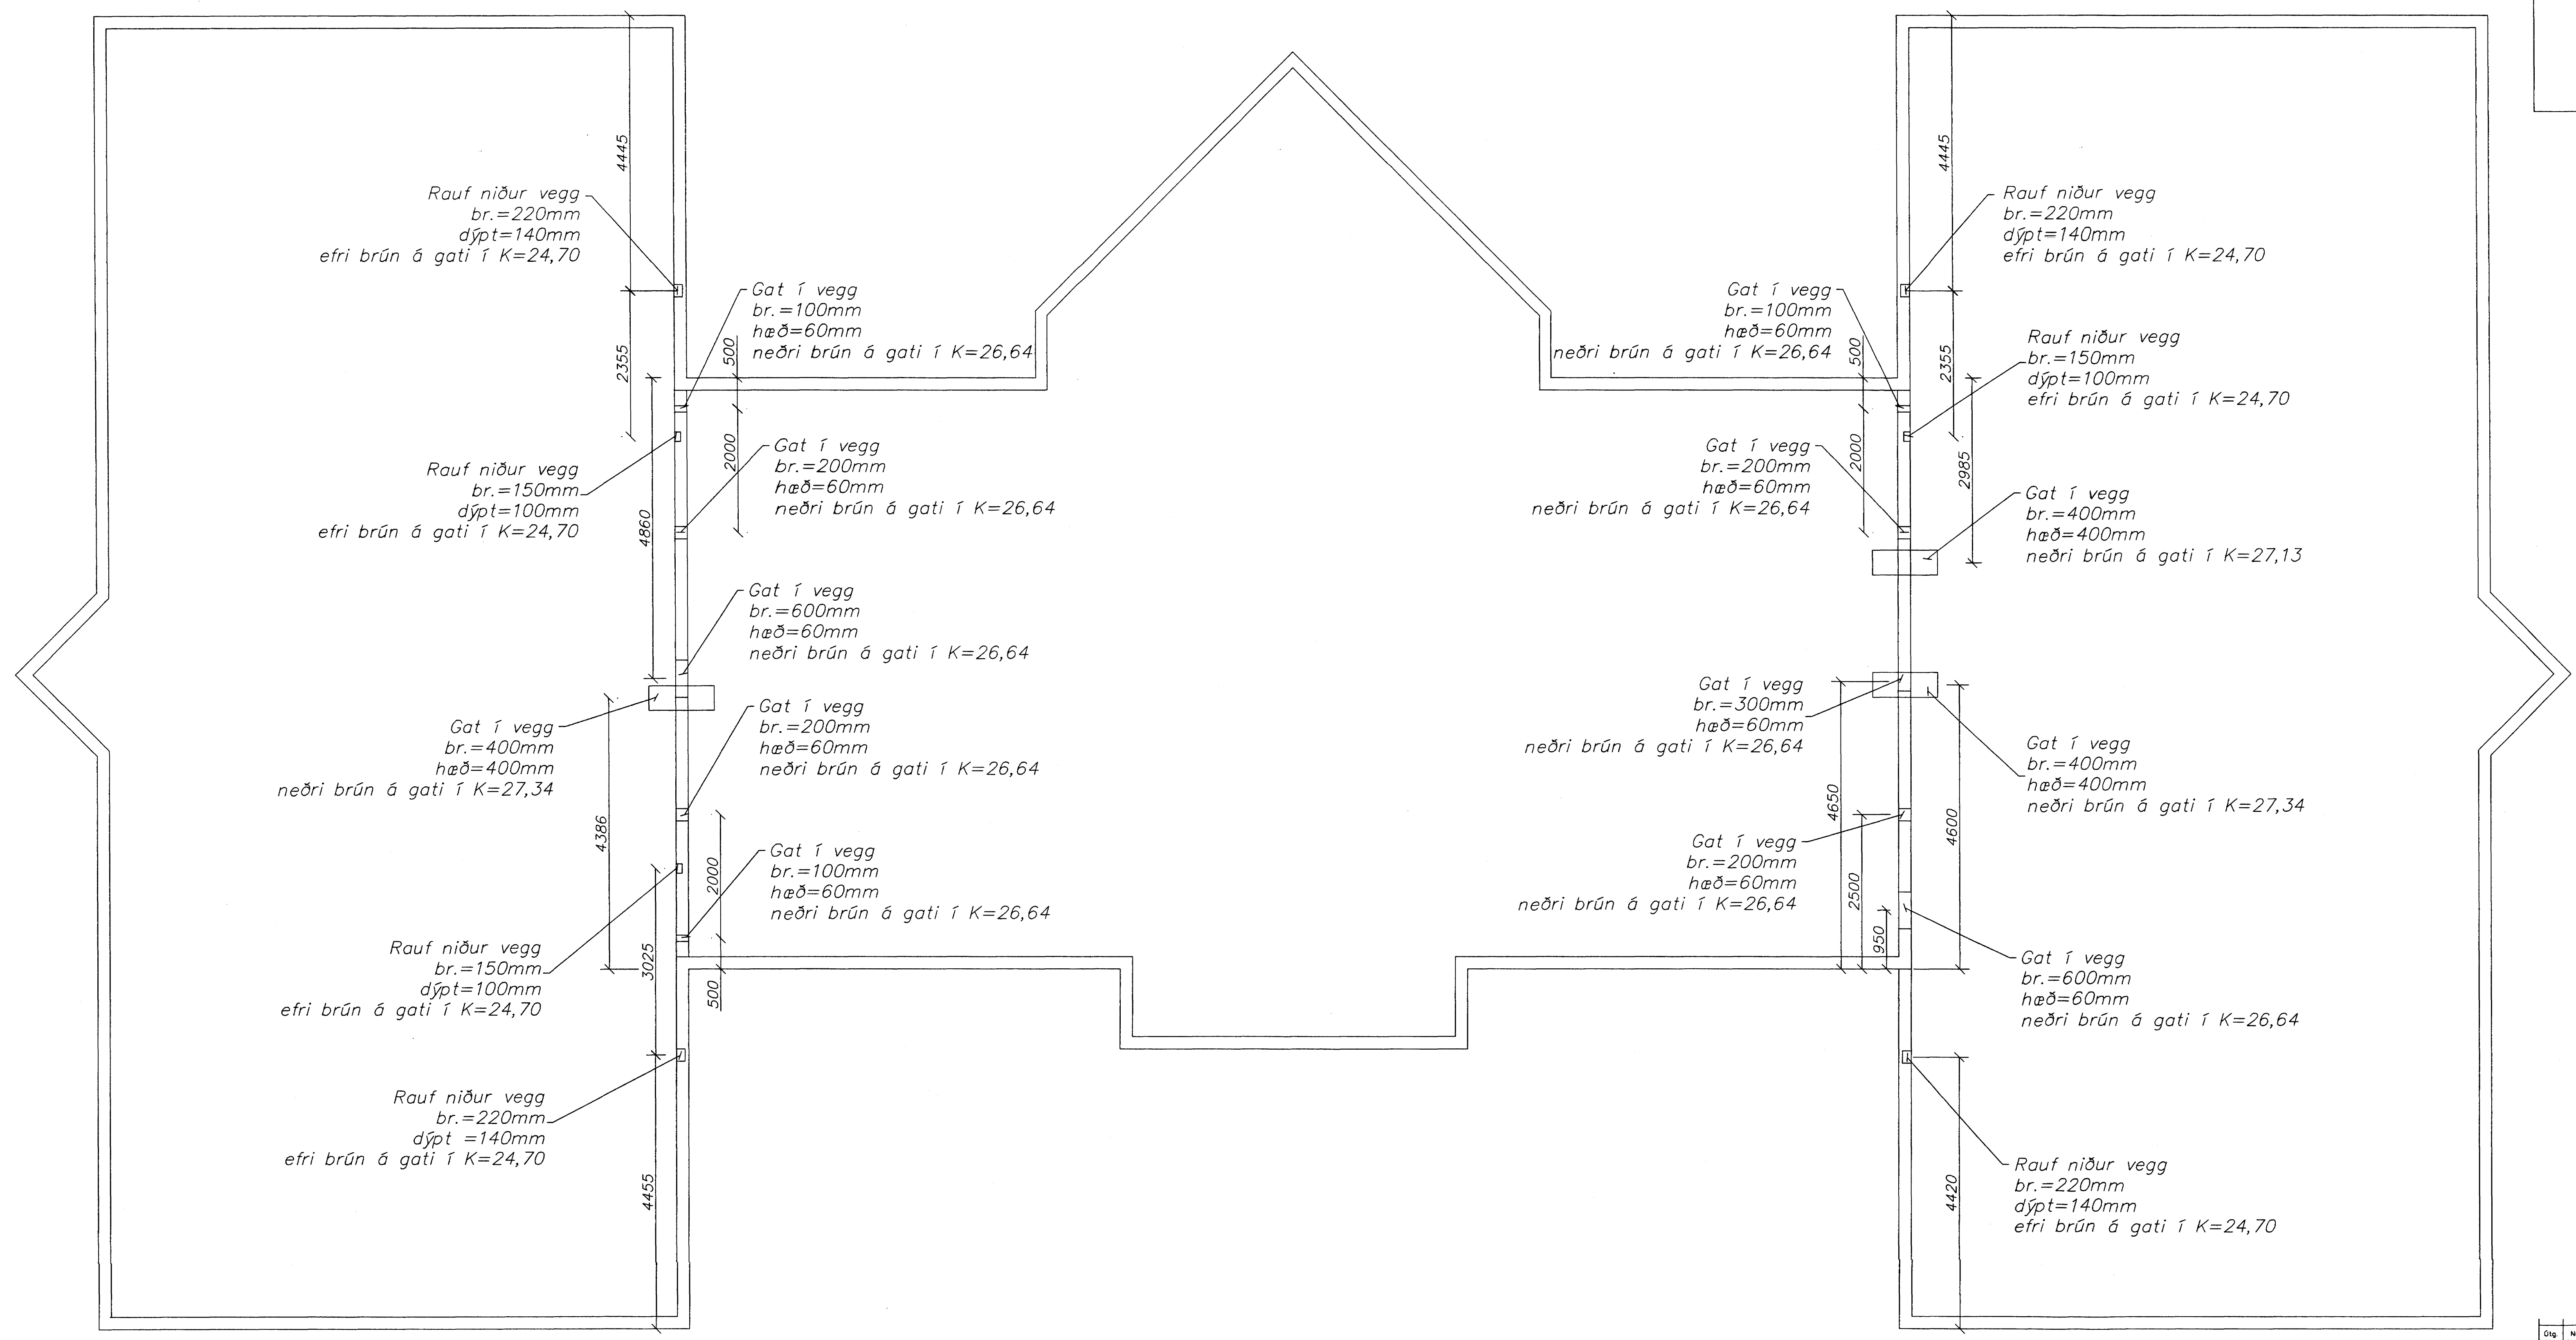 4445
Rauf niður vegg
br.=220mm
dýpt=140mm
efri brún á gati í K=24,70
2355
Gat í vegg
br.=100mm
hæð=60mm
neðri brún á gati í K=26,64
500
2000
Rauf niður vegg
br.=150mm
dýpt=100mm
efri brún á gati í K=24,70
4860
Gat í vegg
br.=200mm
hæð=60mm
neðri brún á gati í K=26,64
Gat í vegg
br.=600mm
hæð=60mm
neðri brún á gati í K=26,64
Gat í vegg
br.=400mm
hæð=400mm
neðri brún á gati í K=27,34
Gat í vegg
br.=200mm
hæð=60mm
neðri brún á gati í K=26,64
4386
2000
Gat í vegg
br.=100mm
hæð=60mm
neðri brún á gati í K=26,64
Rauf niður vegg
br.=150mm
dýpt=100mm
efri brún á gati í K=24,70
3025
500
Rauf niður vegg
br.=220mm
dýpt =140mm
efri brún á gati í K=24,70
4455
4445
Rauf niður vegg
br.=220mm
dýpt=140mm
efri brún á gati í K=24,70
Gat í vegg
br.=100mm
hæð=60mm
neðri brún á gati í K=26,64
500
2355
Rauf niður vegg
br.=150mm
dýpt=100mm
efri brún á gati í K=24,70
Gat í vegg
br.=200mm
hæð=60mm
neðri brún á gati í K=26,64
2000
2985
Gat í vegg
br.=400mm
hæð=400mm
neðri brún á gati í K=27,13
Gat í vegg
br.=300mm
hæð=60mm
neðri brún á gati í K=26,64
4650
Gat í vegg
br.=400mm
hæð=400mm
neðri brún á gati í K=27,34
4600
Gat í vegg
br.=200mm
hæð=60mm
neðri brún á gati í K=26,64
2500
950
Gat í vegg
br.=600mm
hæð=60mm
neðri brún á gati í K=26,64
4420
Rauf niður vegg
br.=220mm
dýpt=140mm
efri brún á gati í K=24,70